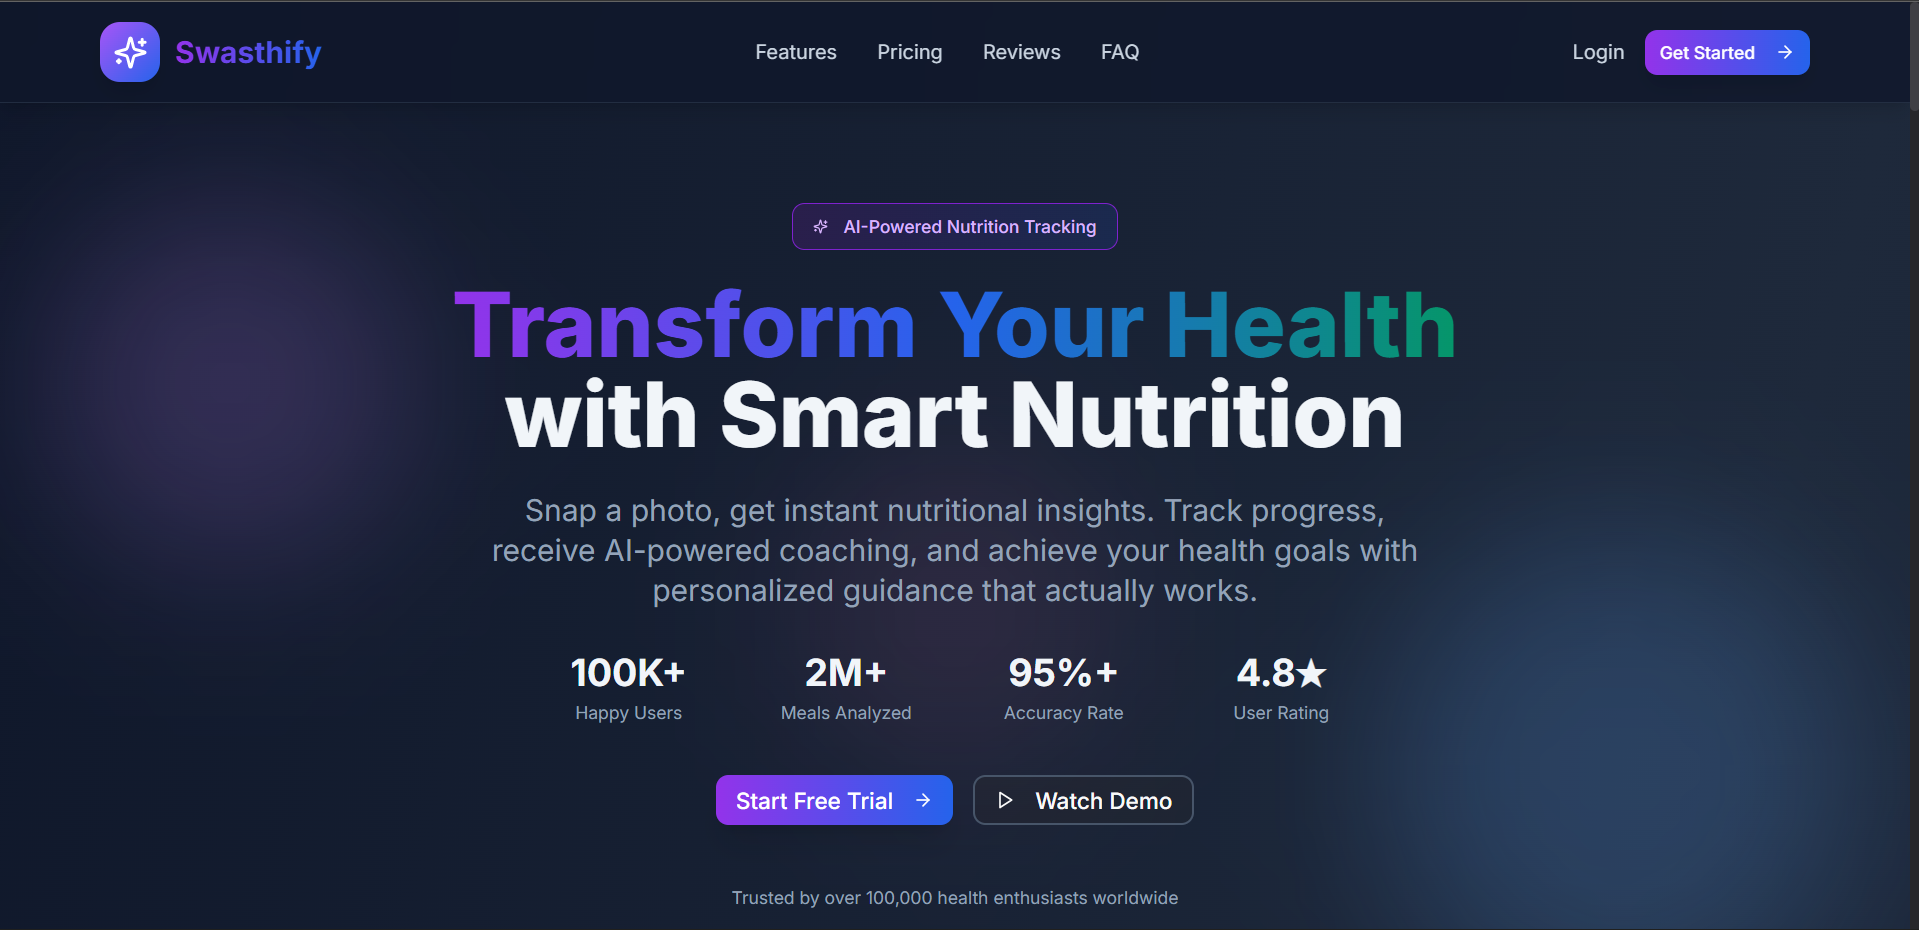 Swasthify
Features
Pricing
Reviews
FAQ
Login
Get Started
AI-Powered Nutrition Tracking
Transform Your Health
with Smart Nutrition
Snap a photo, get instant nutritional insights. Track progress,
receive AI-powered coaching, and achieve your health goals with
personalized guidance that actually works.
100K+
Happy Users
2M+
Meals Analyzed
95%+
Accuracy Rate
4.8★
User Rating
Start Free Trial
Watch Demo
Trusted by over 100,000 health enthusiasts worldwide